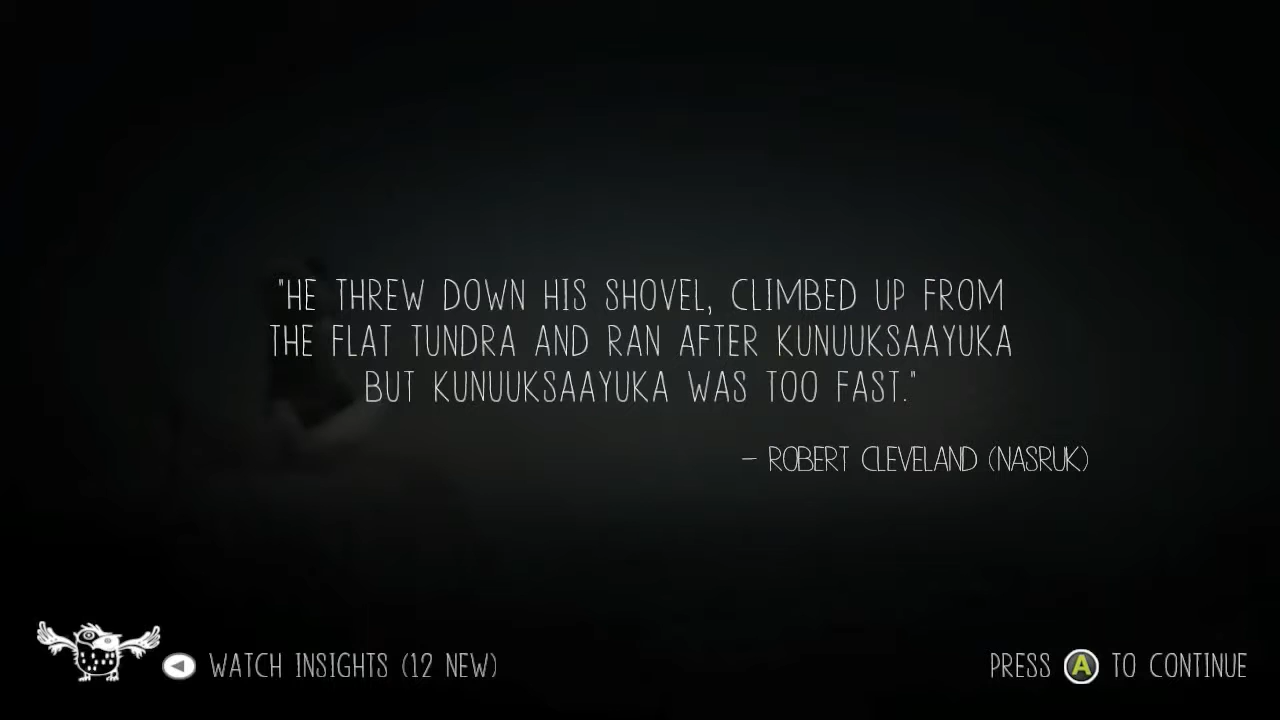 "HE THREW DOWN HIS SHOVEL, CLIMBED UP FROM
THE FLAT TUNDRA AND RAN AFTER KUNUUKSAAYUKA
BUT KUNUUKSAAYUKA WAS TOO FAST."
– ROBERT CLEVELAND (NASRUK)
WATCH INSIGHTS (12 NEW)
PRESS A TO CONTINUE